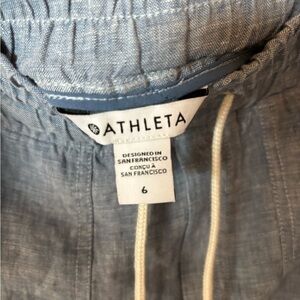 ATHLETA
DESIGNED IN
SAN FRANCISCO
CONÇU À
SAN FRANCISCO
6